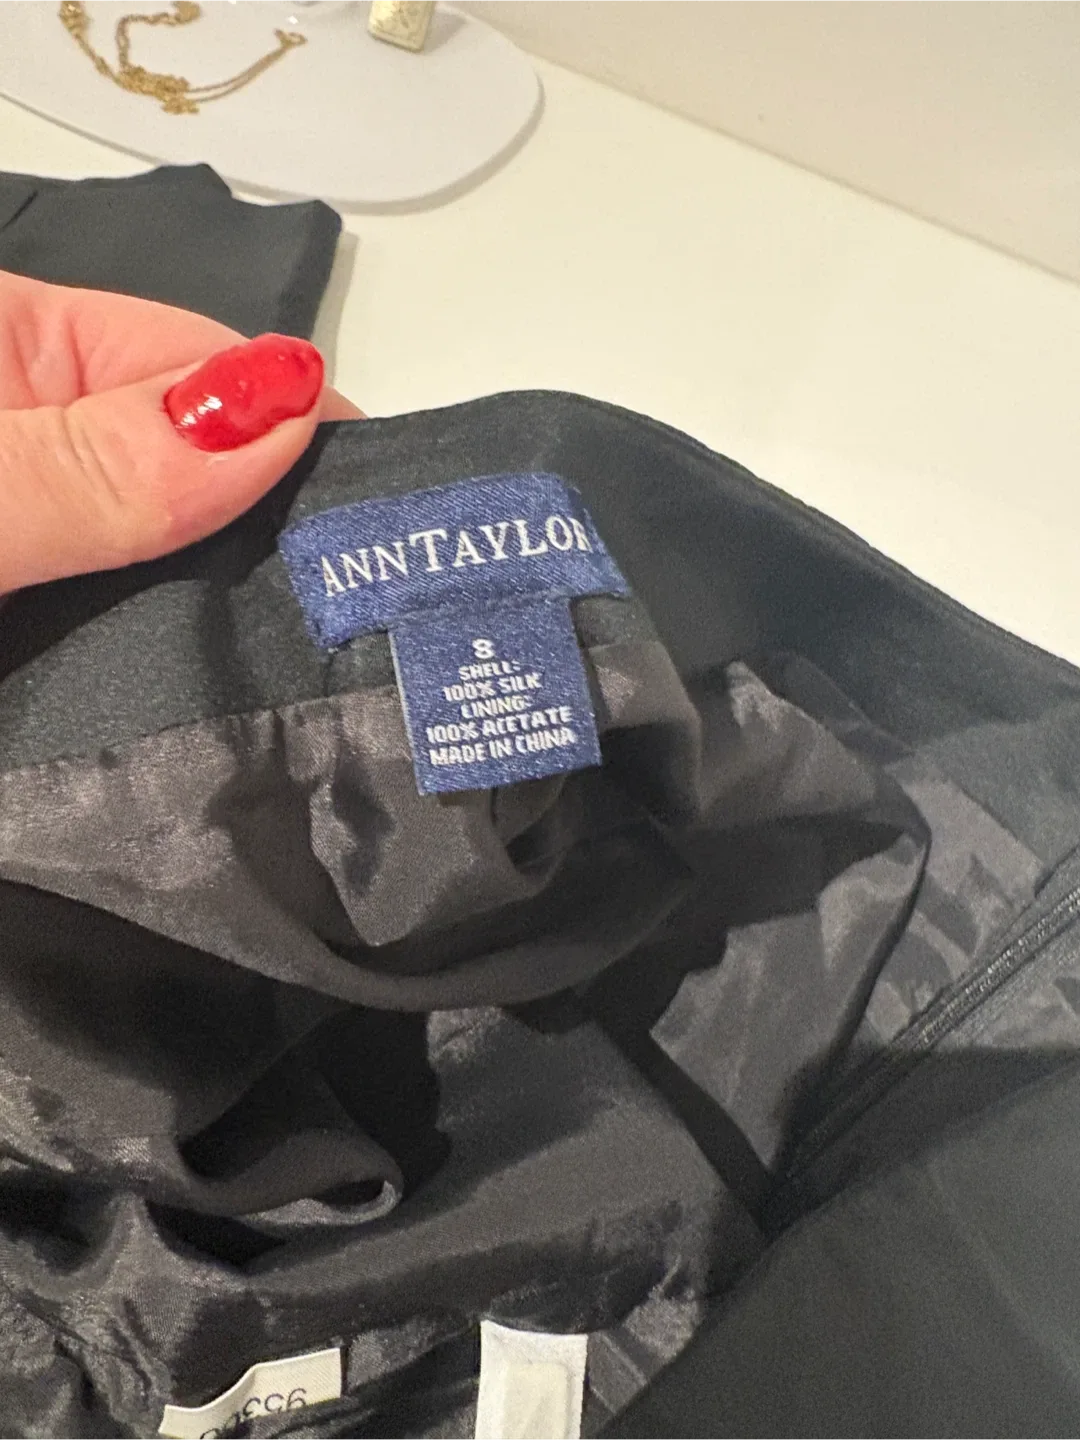 ANNTAYLOR
8
SHELL:
100% SILK
LINING:
100% ACETATE
MADE IN CHINA